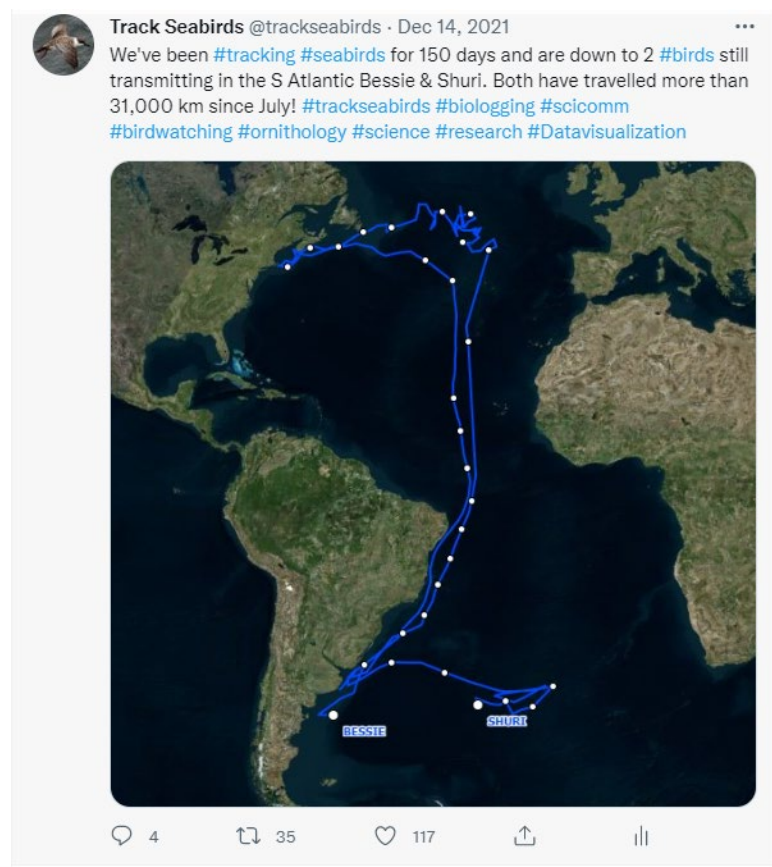 Track Seabirds @trackseabirds · Dec 14, 2021
We've been #tracking #seabirds for 150 days and are down to 2 #birds still
transmitting in the S Atlantic Bessie & Shuri. Both have travelled more than
31,000 km since July! #trackseabirds #biologging #scicomm
#birdwatching #ornithology #science #research #Datavisualization
BESSIE
SHURI
4 35 117